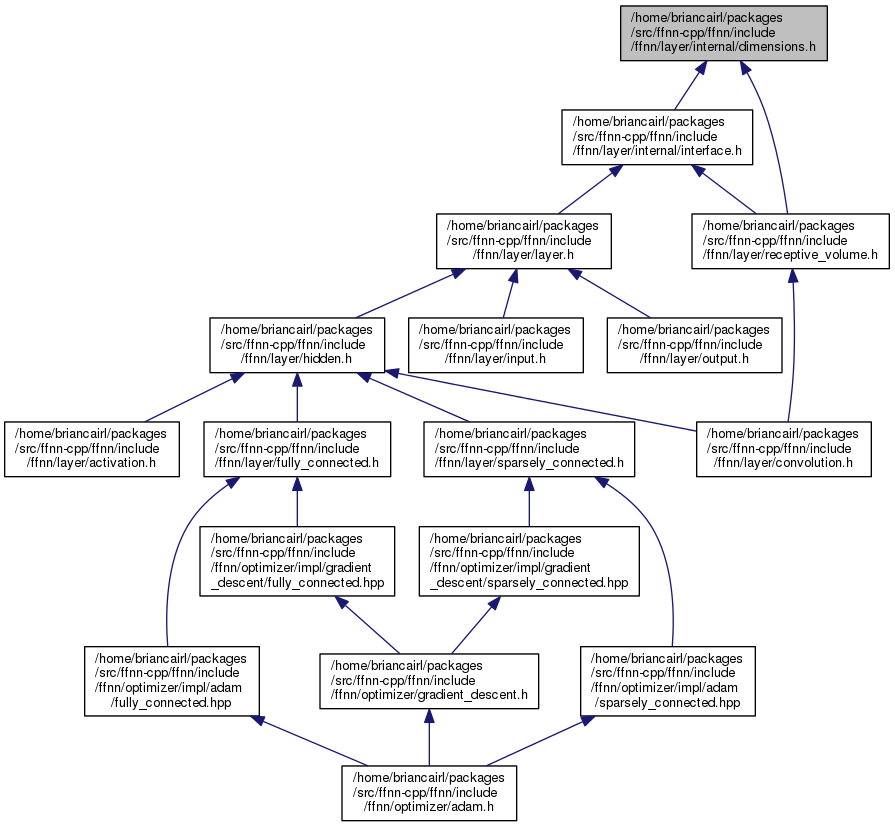 /home/briancairl/packages
/src/ffnn-cpp/ffnn/include
/ffnn/layer/internal/dimensions.h
/home/briancairl/packages
/src/ffnn-cpp/ffnn/include
/ffnn/layer/internal/interface.h
/home/briancairl/packages
/src/ffnn-cpp/ffnn/include
/ffnn/layer/layer.h
/home/briancairl/packages
/src/ffnn-cpp/ffnn/include
/ffnn/layer/receptive_volume.h
/home/briancairl/packages
/src/ffnn-cpp/ffnn/include
/ffnn/layer/hidden.h
/home/briancairl/packages
/src/ffnn-cpp/ffnn/include
/ffnn/layer/input.h
/home/briancairl/packages
/src/ffnn-cpp/ffnn/include
/ffnn/layer/output.h
/home/briancairl/packages
/src/ffnn-cpp/ffnn/include
/ffnn/layer/activation.h
/home/briancairl/packages
/src/ffnn-cpp/ffnn/include
/ffnn/layer/fully_connected.h
/home/briancairl/packages
/src/ffnn-cpp/ffnn/include
/ffnn/layer/sparsely_connected.h
/home/briancairl/packages
/src/ffnn-cpp/ffnn/include
/ffnn/layer/convolution.h
/home/briancairl/packages
/src/ffnn-cpp/ffnn/include
/ffnn/optimizer/impl/gradient
_descent/fully_connected.hpp
/home/briancairl/packages
/src/ffnn-cpp/ffnn/include
/ffnn/optimizer/impl/gradient
_descent/sparsely_connected.hpp
/home/briancairl/packages
/src/ffnn-cpp/ffnn/include
/ffnn/optimizer/impl/adam
/fully_connected.hpp
/home/briancairl/packages
/src/ffnn-cpp/ffnn/include
/ffnn/optimizer/gradient_descent.h
/home/briancairl/packages
/src/ffnn-cpp/ffnn/include
/ffnn/optimizer/impl/adam
/sparsely_connected.hpp
/home/briancairl/packages
/src/ffnn-cpp/ffnn/include
/ffnn/optimizer/adam.h